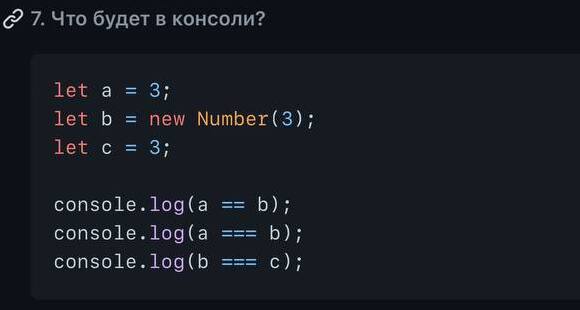 7. Что будет в консоли?
let a = 3;
let b = new Number(3);
let c = 3;
console.log(a == b);
console.log(a === b);
console.log(b === c);